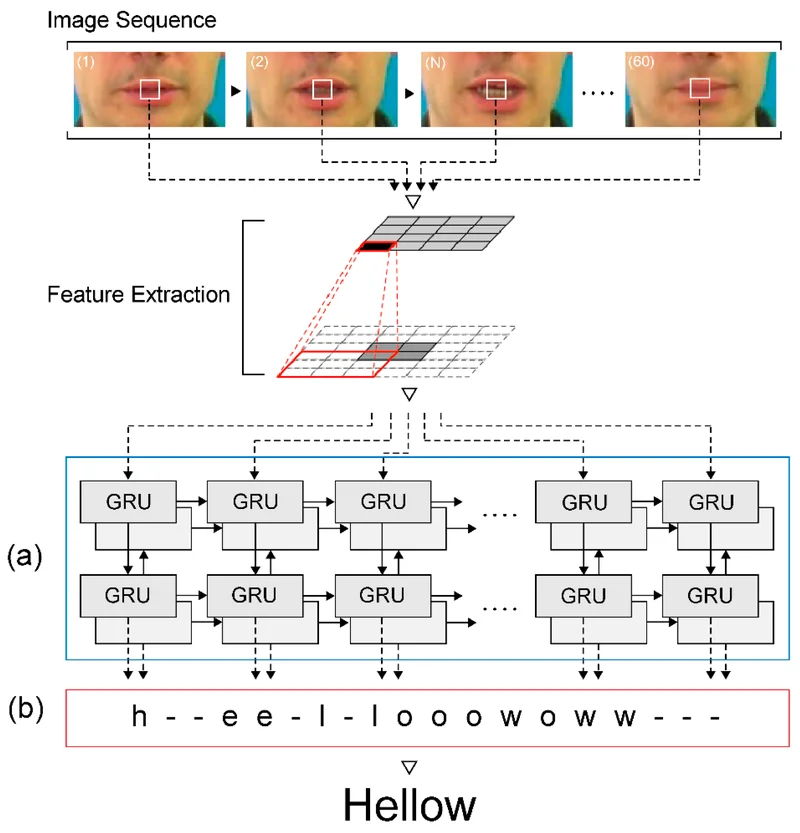 Image Sequence
(1) (2) (N) .... (60)
Feature Extraction
(a)
GRU GRU GRU .... GRU GRU
GRU GRU GRU .... GRU GRU
(b)
h - - e e - l - l o o o w o w w - - -
Hellow